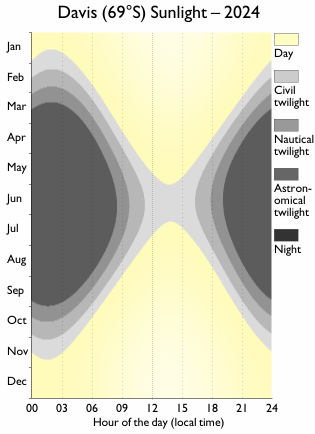 Davis (69°S) Sunlight – 2024
Jan
Feb
Mar
Apr
May
Jun
Jul
Aug
Sep
Oct
Nov
Dec
00 03 06 09 12 15 18 21 24
Hour of the day (local time)
Day
Civil
twilight
Nautical
twilight
Astron-
omical
twilight
Night